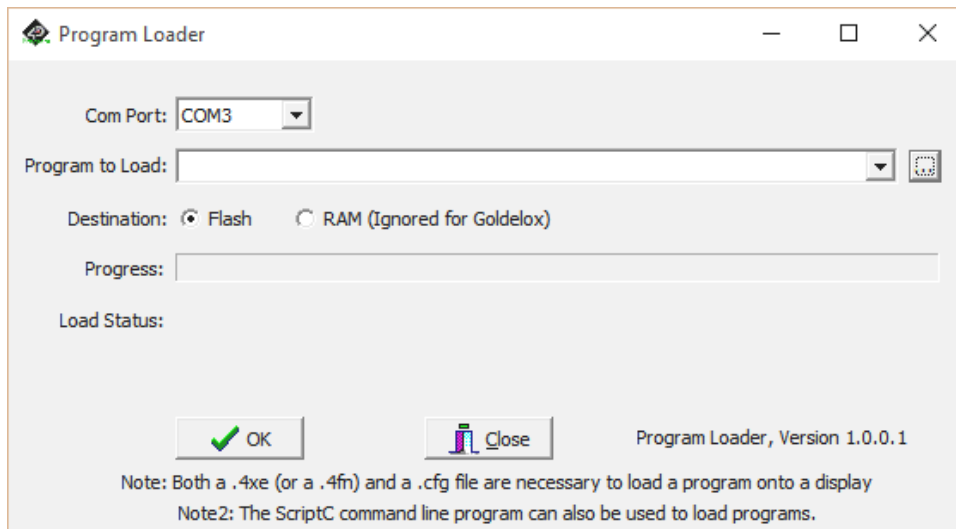 Program Loader
Com Port: COM3
Program to Load: ...
Destination: Flash RAM (Ignored for Goldelox)
Progress:
Load Status:
OK Close Program Loader, Version 1.0.0.1
Note: Both a .4xe (or a .4fn) and a .cfg file are necessary to load a program onto a display
Note2: The ScriptC command line program can also be used to load programs.